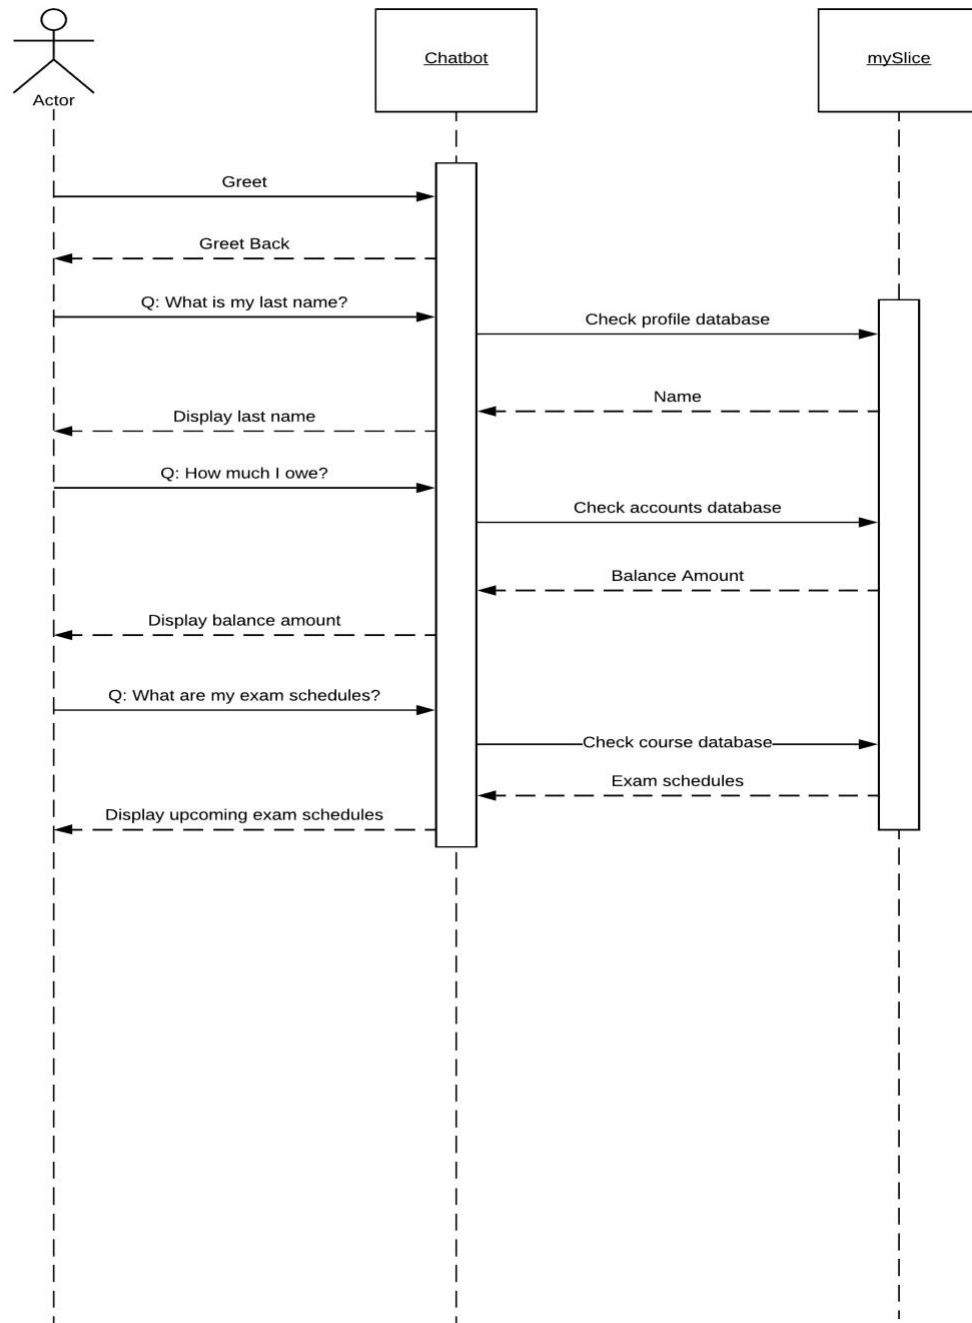 Chatbot
mySlice
Actor
Greet
Greet Back
Q: What is my last name?
Check profile database
Name
Display last name
Q: How much I owe?
Check accounts database
Balance Amount
Display balance amount
Q: What are my exam schedules?
Check course database
Exam schedules
Display upcoming exam schedules